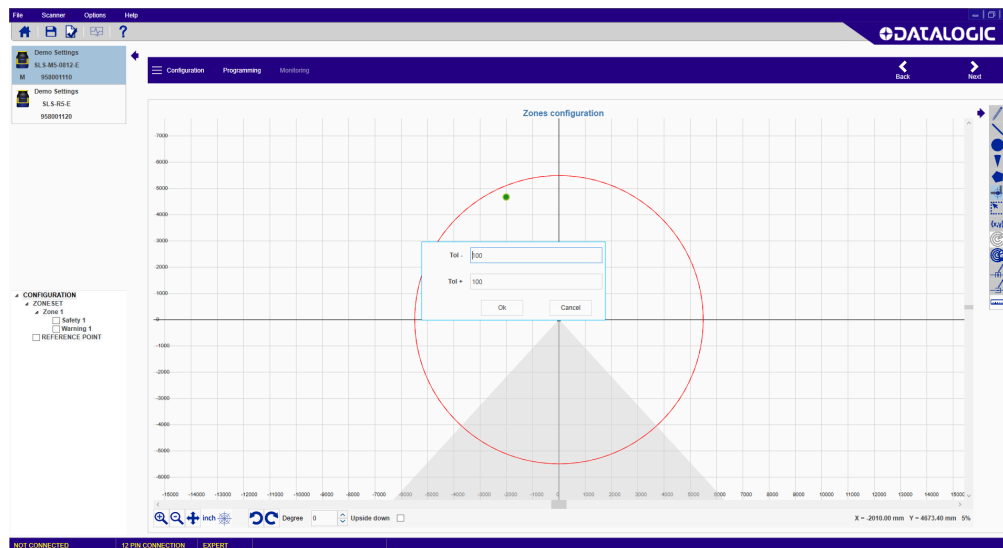 File Scanner Options Help
DATALOGIC
Demo Settings
SLS-M5-0812-E
M 958001110
Demo Settings
SLS-R5-E
958001120
Configuration Programming Monitoring
Back Next
Zones configuration
7000
6000
5000
4000
3000
2000
1000
0
-1000
-2000
-3000
-4000
-5000
-6000
-15000 -14000 -13000 -12000 -11000 -10000 -9000 -8000 -7000 -6000 -5000 -4000 -3000 -2000 -1000 0 1000 2000 3000 4000 5000 6000 7000 8000 9000 10000 11000 12000 13000 14000 15000
Tol - 100
Tol + 100
Ok Cancel
CONFIGURATION
ZONESET
Zone 1
Safety 1
Warning 1
REFERENCE POINT
(x,y)
inch Degree 0 Upside down
X = -2010.00 mm Y = 4673.40 mm 5%
NOT CONNECTED 12 PIN CONNECTION EXPERT